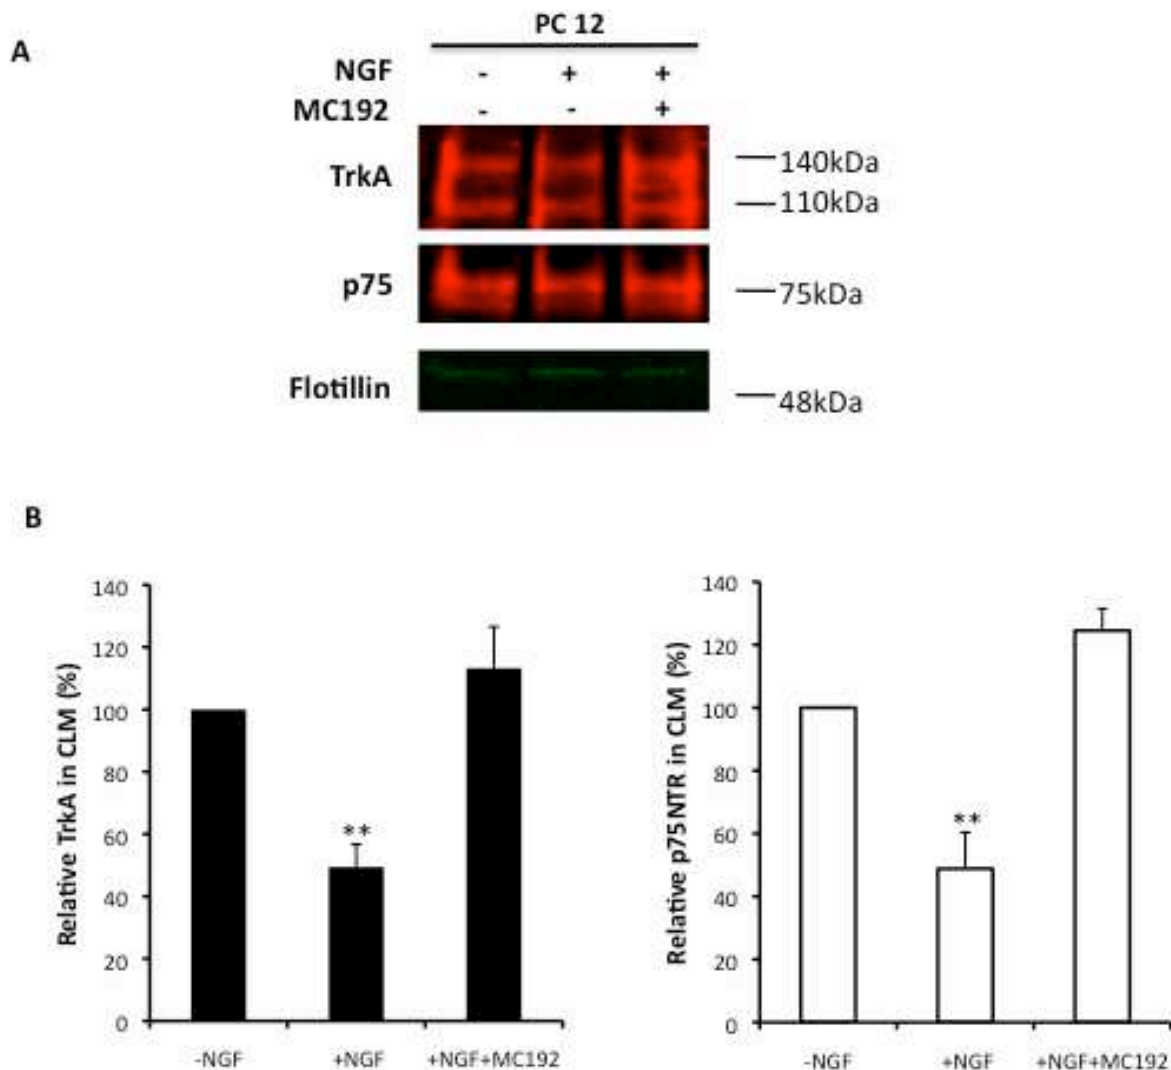 A
PC 12
NGF - + +
MC192 - - +
TrkA
140kDa
110kDa
p75
75kDa
Flotillin
48kDa
B
Relative TrkA in CLM (%)
140
120
100
80
60
40
20
0
**
-NGF +NGF +NGF+MC192
Relative p75NTR in CLM (%)
140
120
100
80
60
40
20
0
**
-NGF +NGF +NGF+MC192